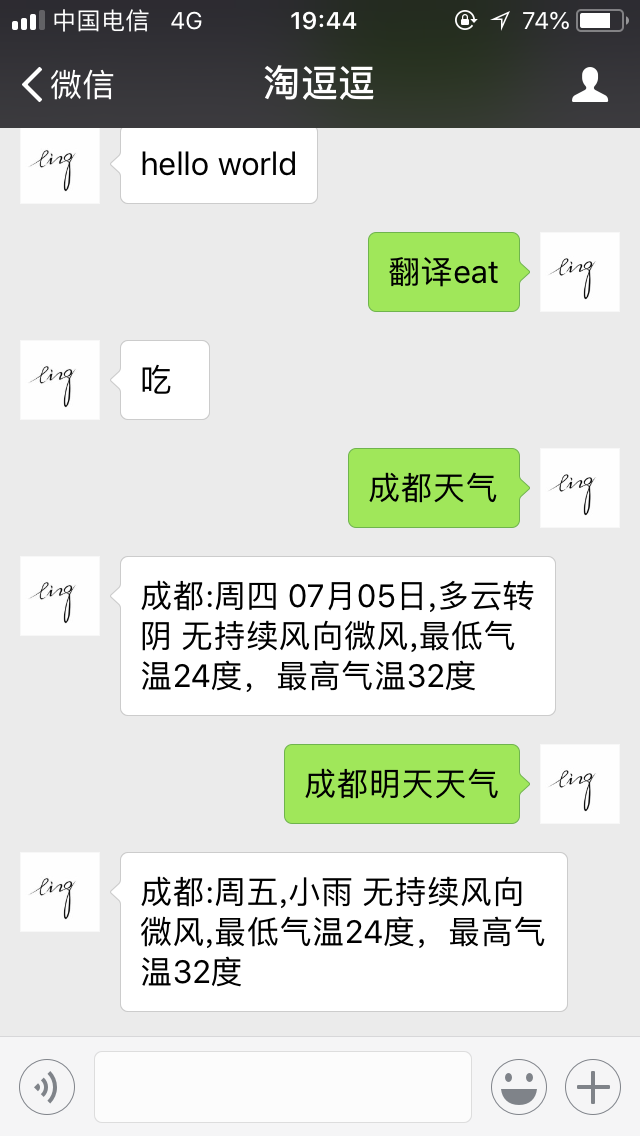 中国电信 4G 19:44 74%
微信 淘逗逗
ling
hello world
翻译eat
ling
ling
吃
成都天气
ling
ling
成都:周四 07月05日,多云转
阴 无持续风向微风,最低气
温24度，最高气温32度
成都明天天气
ling
ling
成都:周五,小雨 无持续风向
微风,最低气温24度，最高气
温32度